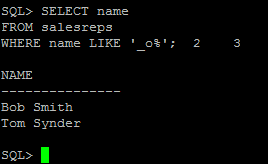 SQL> SELECT name
FROM salesreps
WHERE name LIKE '_o%';  2    3

NAME
---------------
Bob Smith
Tom Synder

SQL>